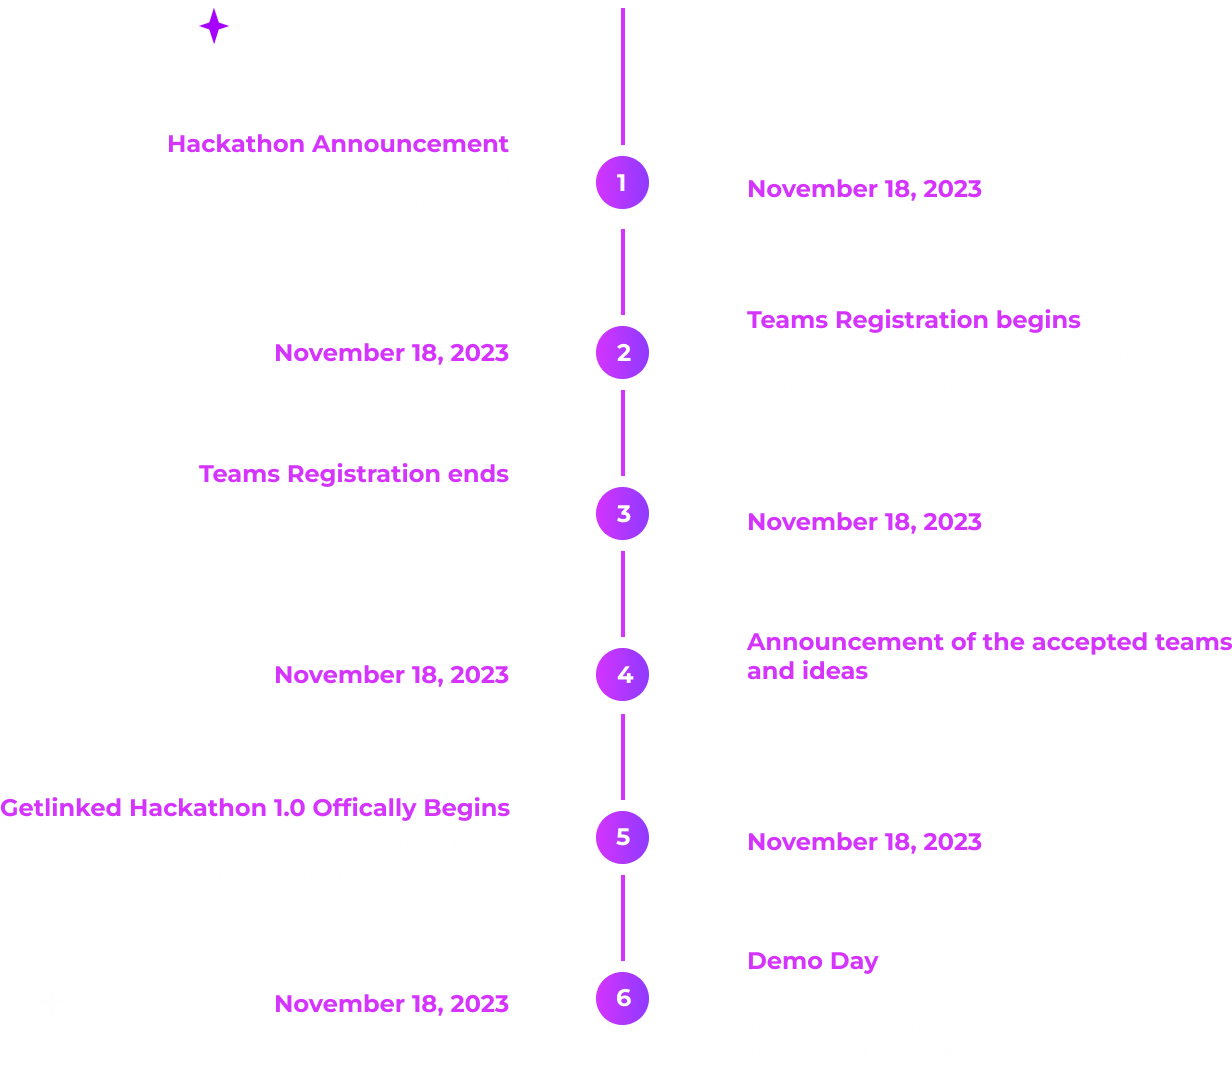 Hackathon Announcement
1
November 18, 2023
Teams Registration begins
November 18, 2023
2
Teams Registration ends
3
November 18, 2023
Announcement of the accepted teams
and ideas
November 18, 2023
4
Getlinked Hackathon 1.0 Offically Begins
5
November 18, 2023
Demo Day
November 18, 2023
6